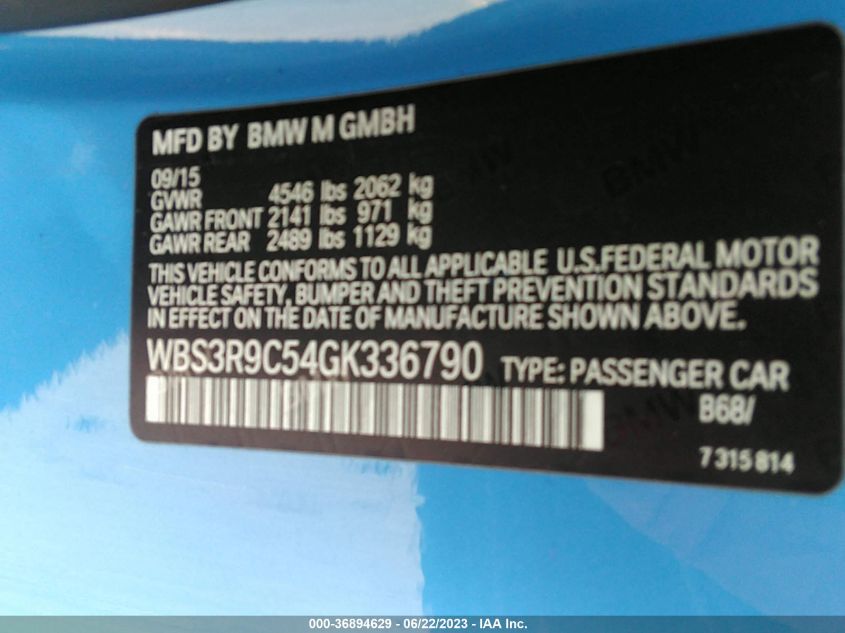 MFD BY BMW M GMBH
09/15
GVWR 4546 lbs 2062 kg
GAWR FRONT 2141 lbs 971 kg
GAWR REAR 2489 lbs 1129 kg
THIS VEHICLE CONFORMS TO ALL APPLICABLE U.S.FEDERAL MOTOR
VEHICLE SAFETY, BUMPER AND THEFT PREVENTION STANDARDS
IN EFFECT ON THE DATE OF MANUFACTURE SHOWN ABOVE.
WBS3R9C54GK336790 TYPE: PASSENGER CAR
B68/
7 315 814
000-36894629 - 06/22/2023 - IAA Inc.